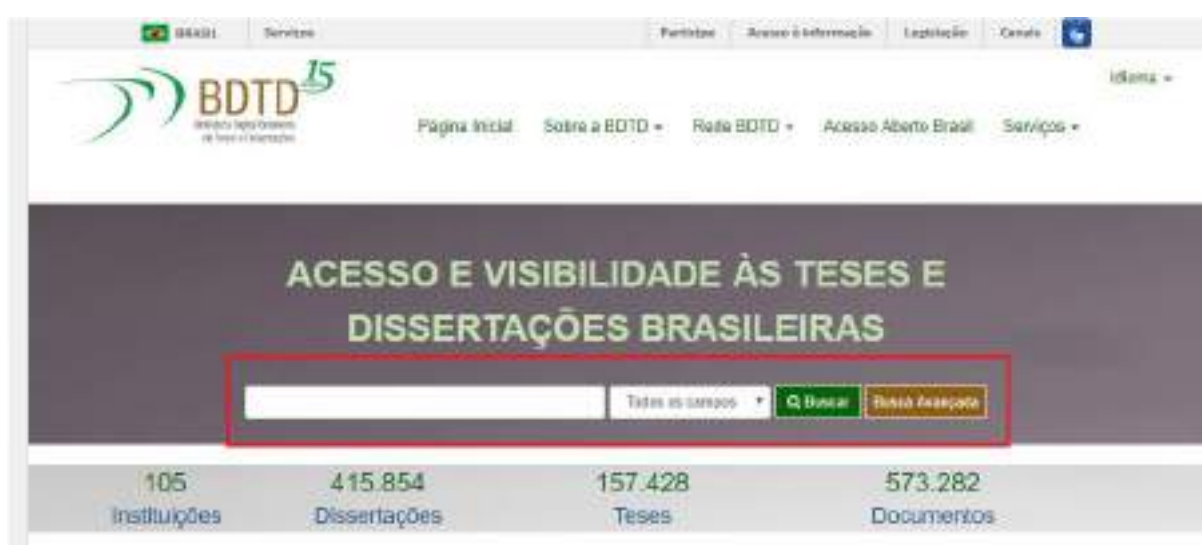 BRASIL Serviços Participe Acesso à informação Legislação Canais
15
BDTD
Idioma
Página Inicial Sobre a BDTD Rede BDTD Acesso Aberto Brasil Serviços
ACESSO E VISIBILIDADE ÀS TESES E
DISSERTAÇÕES BRASILEIRAS
Todos os campos Buscar Busca Avançada
105 415.854 157.428 573.282
Instituições Dissertações Teses Documentos